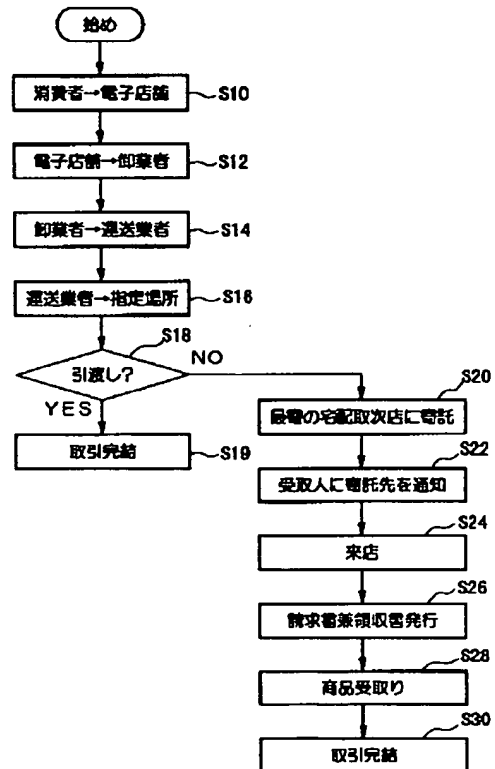 始め
消費者→電子店舗
S10
電子店舗→卸業者
S12
卸業者→運送業者
S14
運送業者→指定場所
S16
S18
引渡し?
NO
YES
取引完結
S19
S20
最寄の宅配取次店に寄託
S22
受取人に寄託先を通知
S24
来店
S26
請求書兼領収書発行
S28
商品受取り
S30
取引完結